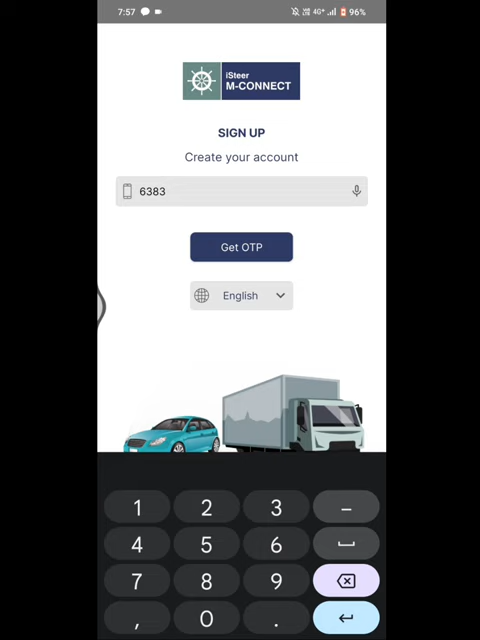 7:57 4G+ 96%
iSteer
M-CONNECT
SIGN UP
Create your account
6383
Get OTP
English
1 2 3 –
4 5 6
7 8 9
, 0 .